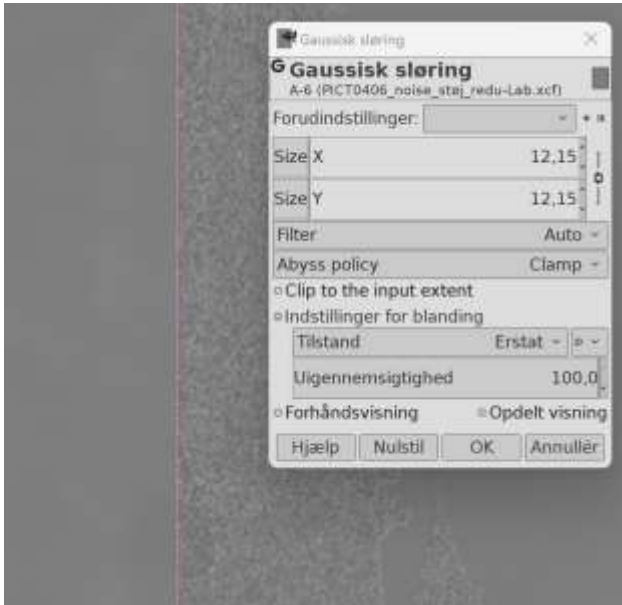 Gaussisk sløring
Gaussisk sløring
A-6 (PICT0406_noise_støj_redu-Lab.xcf)
Forudindstillinger:
Size X 12,15
Size Y 12,15
Filter Auto
Abyss policy Clamp
Clip to the input extent
Indstillinger for blanding
Tilstand Erstat
Uigennemsigtighed 100,0
Forhåndsvisning Opdelt visning
Hjælp Nulstil OK Annullér